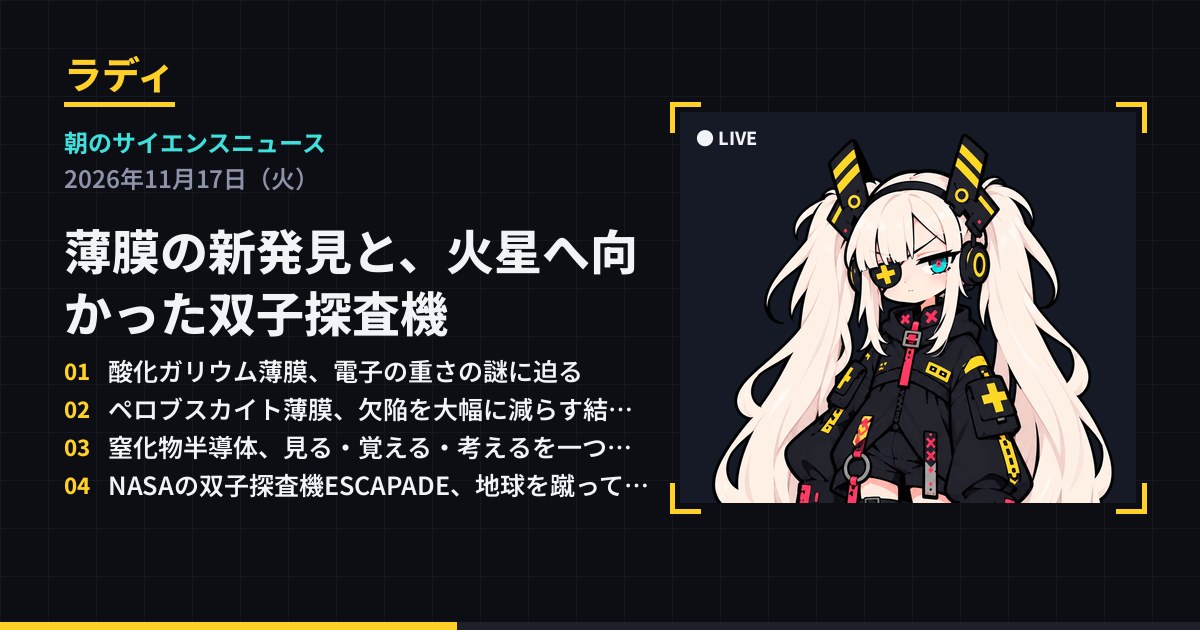 ラディ
朝のサイエンスニュース
2026年11月17日（火）
薄膜の新発見と、火星へ向
かった双子探査機
01 酸化ガリウム薄膜、電子の重さの謎に迫る
02 ペロブスカイト薄膜、欠陥を大幅に減らす結…
03 窒化物半導体、見る・覚える・考えるを一つ…
04 NASAの双子探査機ESCAPADE、地球を蹴って…
LIVE